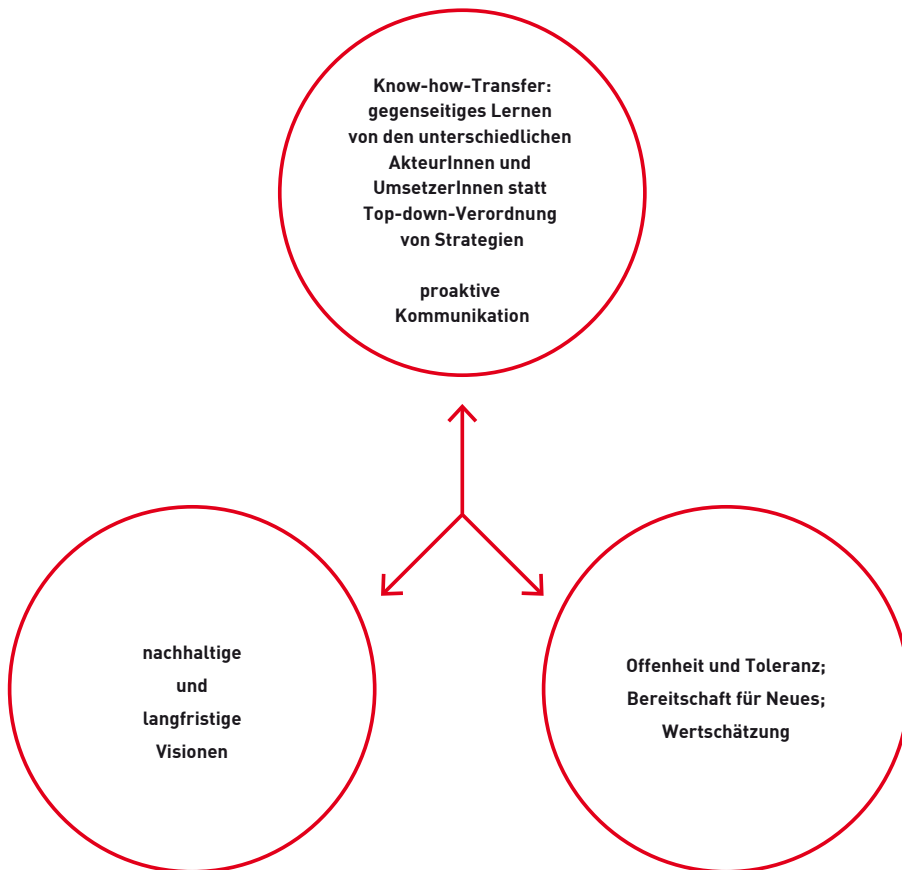 Know-how-Transfer:
gegenseitiges Lernen
von den unterschiedlichen
AkteurInnen und
UmsetzerInnen statt
Top-down-Verordnung
von Strategien
proaktive
Kommunikation
nachhaltige
und
langfristige
Visionen
Offenheit und Toleranz;
Bereitschaft für Neues;
Wertschätzung